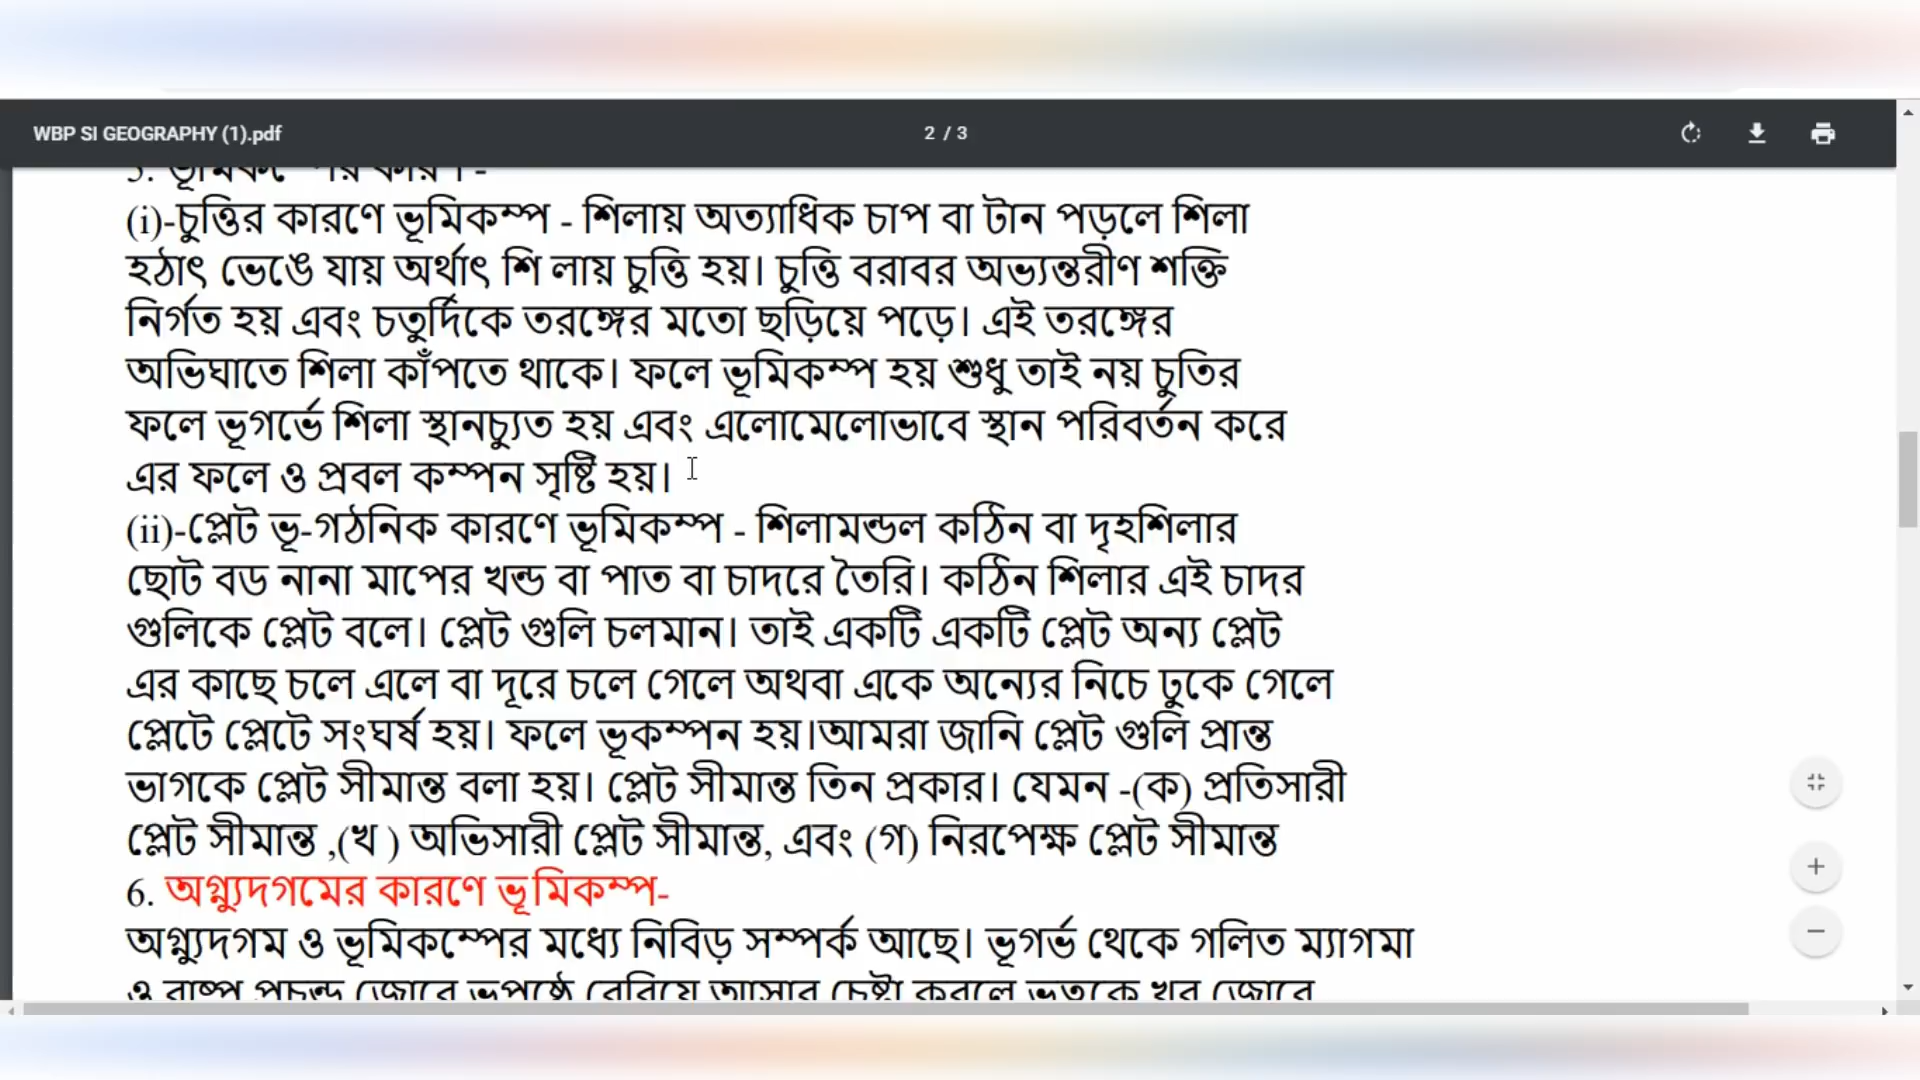 WBP SI GEOGRAPHY (1).pdf
2 / 3
(i)-চুত্তির কারণে ভূমিকম্প - শিলায় অত্যাধিক চাপ বা টান পড়লে শিলা
হঠাৎ ভেঙে যায় অর্থাৎ শি লায় চুত্তি হয়। চুত্তি বরাবর অভ্যন্তরীণ শক্তি
নির্গত হয় এবং চতুর্দিকে তরঙ্গের মতো ছড়িয়ে পড়ে। এই তরঙ্গের
অভিঘাতে শিলা কাঁপতে থাকে। ফলে ভূমিকম্প হয় শুধু তাই নয় চুতির
ফলে ভূগর্ভে শিলা স্থানচ্যুত হয় এবং এলোমেলোভাবে স্থান পরিবর্তন করে
এর ফলে ও প্রবল কম্পন সৃষ্টি হয়।
(ii)-প্লেট ভূ-গঠনিক কারণে ভূমিকম্প - শিলামন্ডল কঠিন বা দৃহশিলার
ছোট বড নানা মাপের খন্ড বা পাত বা চাদরে তৈরি। কঠিন শিলার এই চাদর
গুলিকে প্লেট বলে। প্লেট গুলি চলমান। তাই একটি একটি প্লেট অন্য প্লেট
এর কাছে চলে এলে বা দূরে চলে গেলে অথবা একে অন্যের নিচে ঢুকে গেলে
প্লেটে প্লেটে সংঘর্ষ হয়। ফলে ভূকম্পন হয়।আমরা জানি প্লেট গুলি প্রান্ত
ভাগকে প্লেট সীমান্ত বলা হয়। প্লেট সীমান্ত তিন প্রকার। যেমন -(ক) প্রতিসারী
প্লেট সীমান্ত ,(খ ) অভিসারী প্লেট সীমান্ত, এবং (গ) নিরপেক্ষ প্লেট সীমান্ত
6. অগ্ন্যুদগমের কারণে ভূমিকম্প-
অগ্ন্যুদগম ও ভূমিকম্পের মধ্যে নিবিড় সম্পর্ক আছে। ভূগর্ভ থেকে গলিত ম্যাগমা